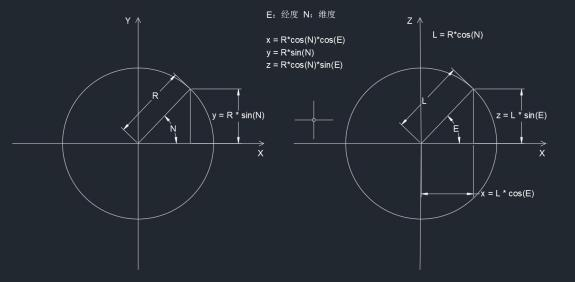 E：经度 N：维度
x = R*cos(N)*cos(E)
y = R*sin(N)
z = R*cos(N)*sin(E)
Y
R
N
y = R * sin(N)
X
Z
L = R*cos(N)
L
E
z = L * sin(E)
X
x = L * cos(E)